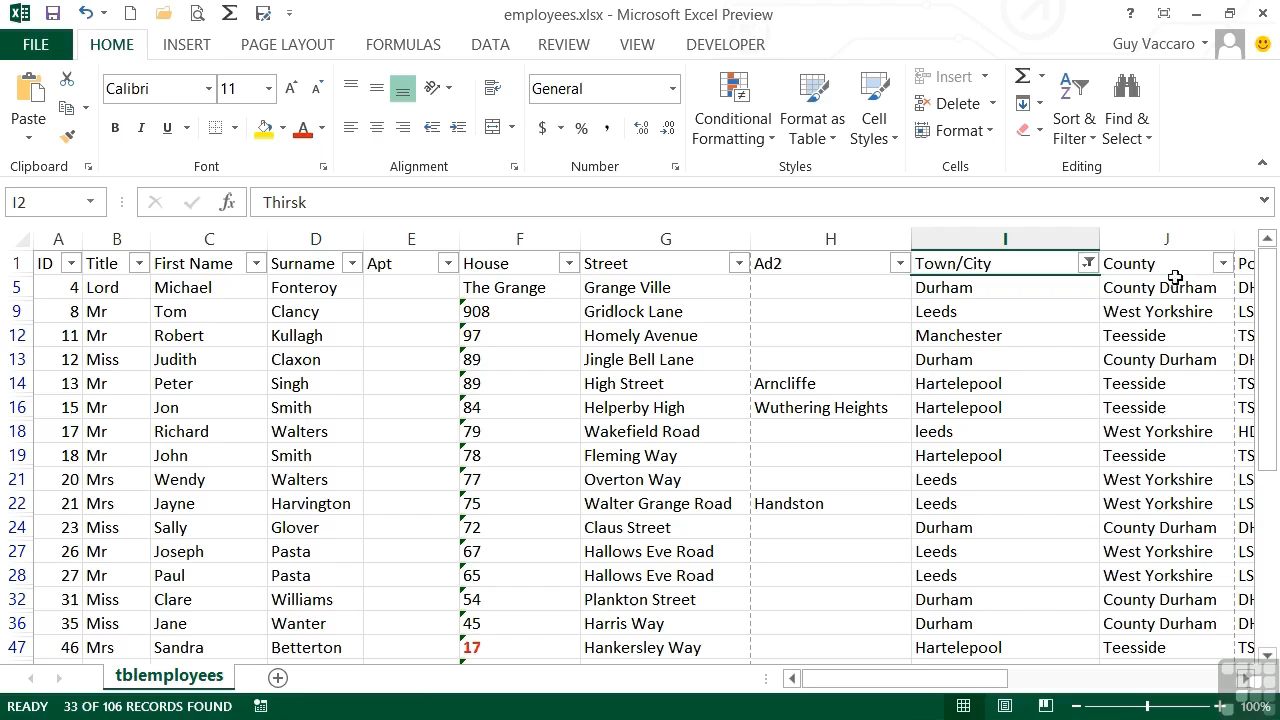 employees.xlsx - Microsoft Excel Preview
FILE HOME INSERT PAGE LAYOUT FORMULAS DATA REVIEW VIEW DEVELOPER Guy Vaccaro
Calibri 11 General Insert
Paste Conditional Format as Cell Delete Sort & Find &
Formatting Table Styles Format Filter Select
Clipboard Font Alignment Number Styles Cells Editing
I2 Thirsk
A B C D E F G H I J
1 ID Title First Name Surname Apt House Street Ad2 Town/City County Pc
5 4 Lord Michael Fonteroy The Grange Grange Ville Durham County Durham DH
9 8 Mr Tom Clancy 908 Gridlock Lane Leeds West Yorkshire LS
12 11 Mr Robert Kullagh 97 Homely Avenue Manchester Teesside TS
13 12 Miss Judith Claxon 89 Jingle Bell Lane Durham County Durham DH
14 13 Mr Peter Singh 89 High Street Arncliffe Hartelepool Teesside TS
16 15 Mr Jon Smith 84 Helperby High Wuthering Heights Hartelepool Teesside TS
18 17 Mr Richard Walters 79 Wakefield Road leeds West Yorkshire HD
19 18 Mr John Smith 78 Fleming Way Hartelepool Teesside TS
21 20 Mrs Wendy Walters 77 Overton Way Leeds West Yorkshire LS
22 21 Mrs Jayne Harvington 75 Walter Grange Road Handston Leeds West Yorkshire LS
24 23 Miss Sally Glover 72 Claus Street Durham County Durham DH
27 26 Mr Joseph Pasta 67 Hallows Eve Road Leeds West Yorkshire LS
28 27 Mr Paul Pasta 65 Hallows Eve Road Leeds West Yorkshire LS
32 31 Miss Clare Williams 54 Plankton Street Durham County Durham DH
36 35 Miss Jane Wanter 45 Harris Way Durham County Durham DH
47 46 Mrs Sandra Betterton 17 Hankersley Way Hartelepool Teesside TS
tblemployees
READY 33 OF 106 RECORDS FOUND 100%